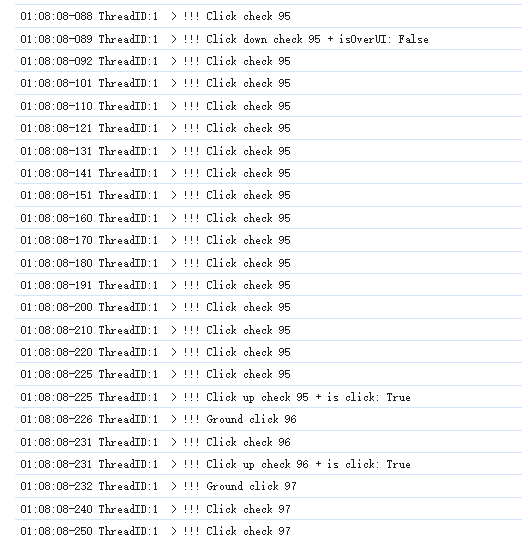 01:08:08-088 ThreadID:1 > !!! Click check 95
01:08:08-089 ThreadID:1 > !!! Click down check 95 + isOverUI: False
01:08:08-092 ThreadID:1 > !!! Click check 95
01:08:08-101 ThreadID:1 > !!! Click check 95
01:08:08-110 ThreadID:1 > !!! Click check 95
01:08:08-121 ThreadID:1 > !!! Click check 95
01:08:08-131 ThreadID:1 > !!! Click check 95
01:08:08-141 ThreadID:1 > !!! Click check 95
01:08:08-151 ThreadID:1 > !!! Click check 95
01:08:08-160 ThreadID:1 > !!! Click check 95
01:08:08-170 ThreadID:1 > !!! Click check 95
01:08:08-180 ThreadID:1 > !!! Click check 95
01:08:08-191 ThreadID:1 > !!! Click check 95
01:08:08-200 ThreadID:1 > !!! Click check 95
01:08:08-210 ThreadID:1 > !!! Click check 95
01:08:08-220 ThreadID:1 > !!! Click check 95
01:08:08-225 ThreadID:1 > !!! Click check 95
01:08:08-225 ThreadID:1 > !!! Click up check 95 + is click: True
01:08:08-226 ThreadID:1 > !!! Ground click 96
01:08:08-231 ThreadID:1 > !!! Click check 96
01:08:08-231 ThreadID:1 > !!! Click up check 96 + is click: True
01:08:08-232 ThreadID:1 > !!! Ground click 97
01:08:08-240 ThreadID:1 > !!! Click check 97
01:08:08-250 ThreadID:1 > !!! Click check 97